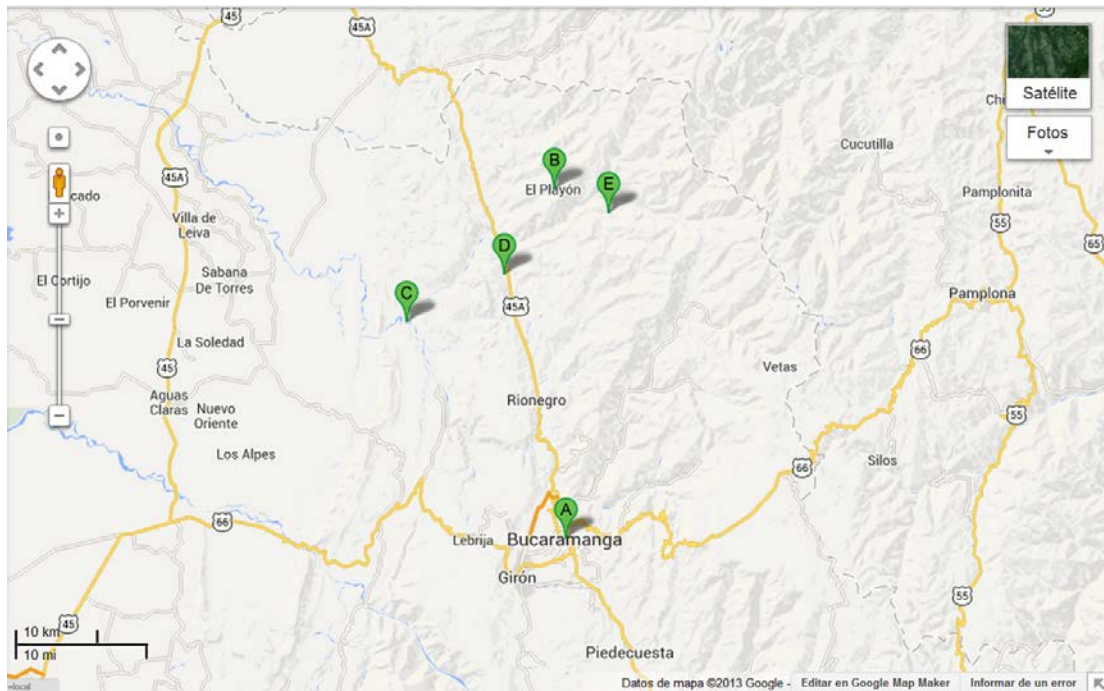 45
55
45A
Satélite
Chi
Fotos
Cucutilla
B
El Playón
E
45A
cado
Pamplonita
Villa de
Leiva
55
65
D
El Cortijo
Sabana
De Torres
C
El Porvenir
45A
Pamplona
La Soledad
66
45
Vetas
Aguas
Claras
Nuevo
Oriente
Rionegro
55
Los Alpes
Silos
66
A
66
Lebrija
Bucaramanga
Girón
55
45
10 km
10 mi
Piedecuesta
Datos de mapa ©2013 Google -
Editar en Google Map Maker
Informar de un error